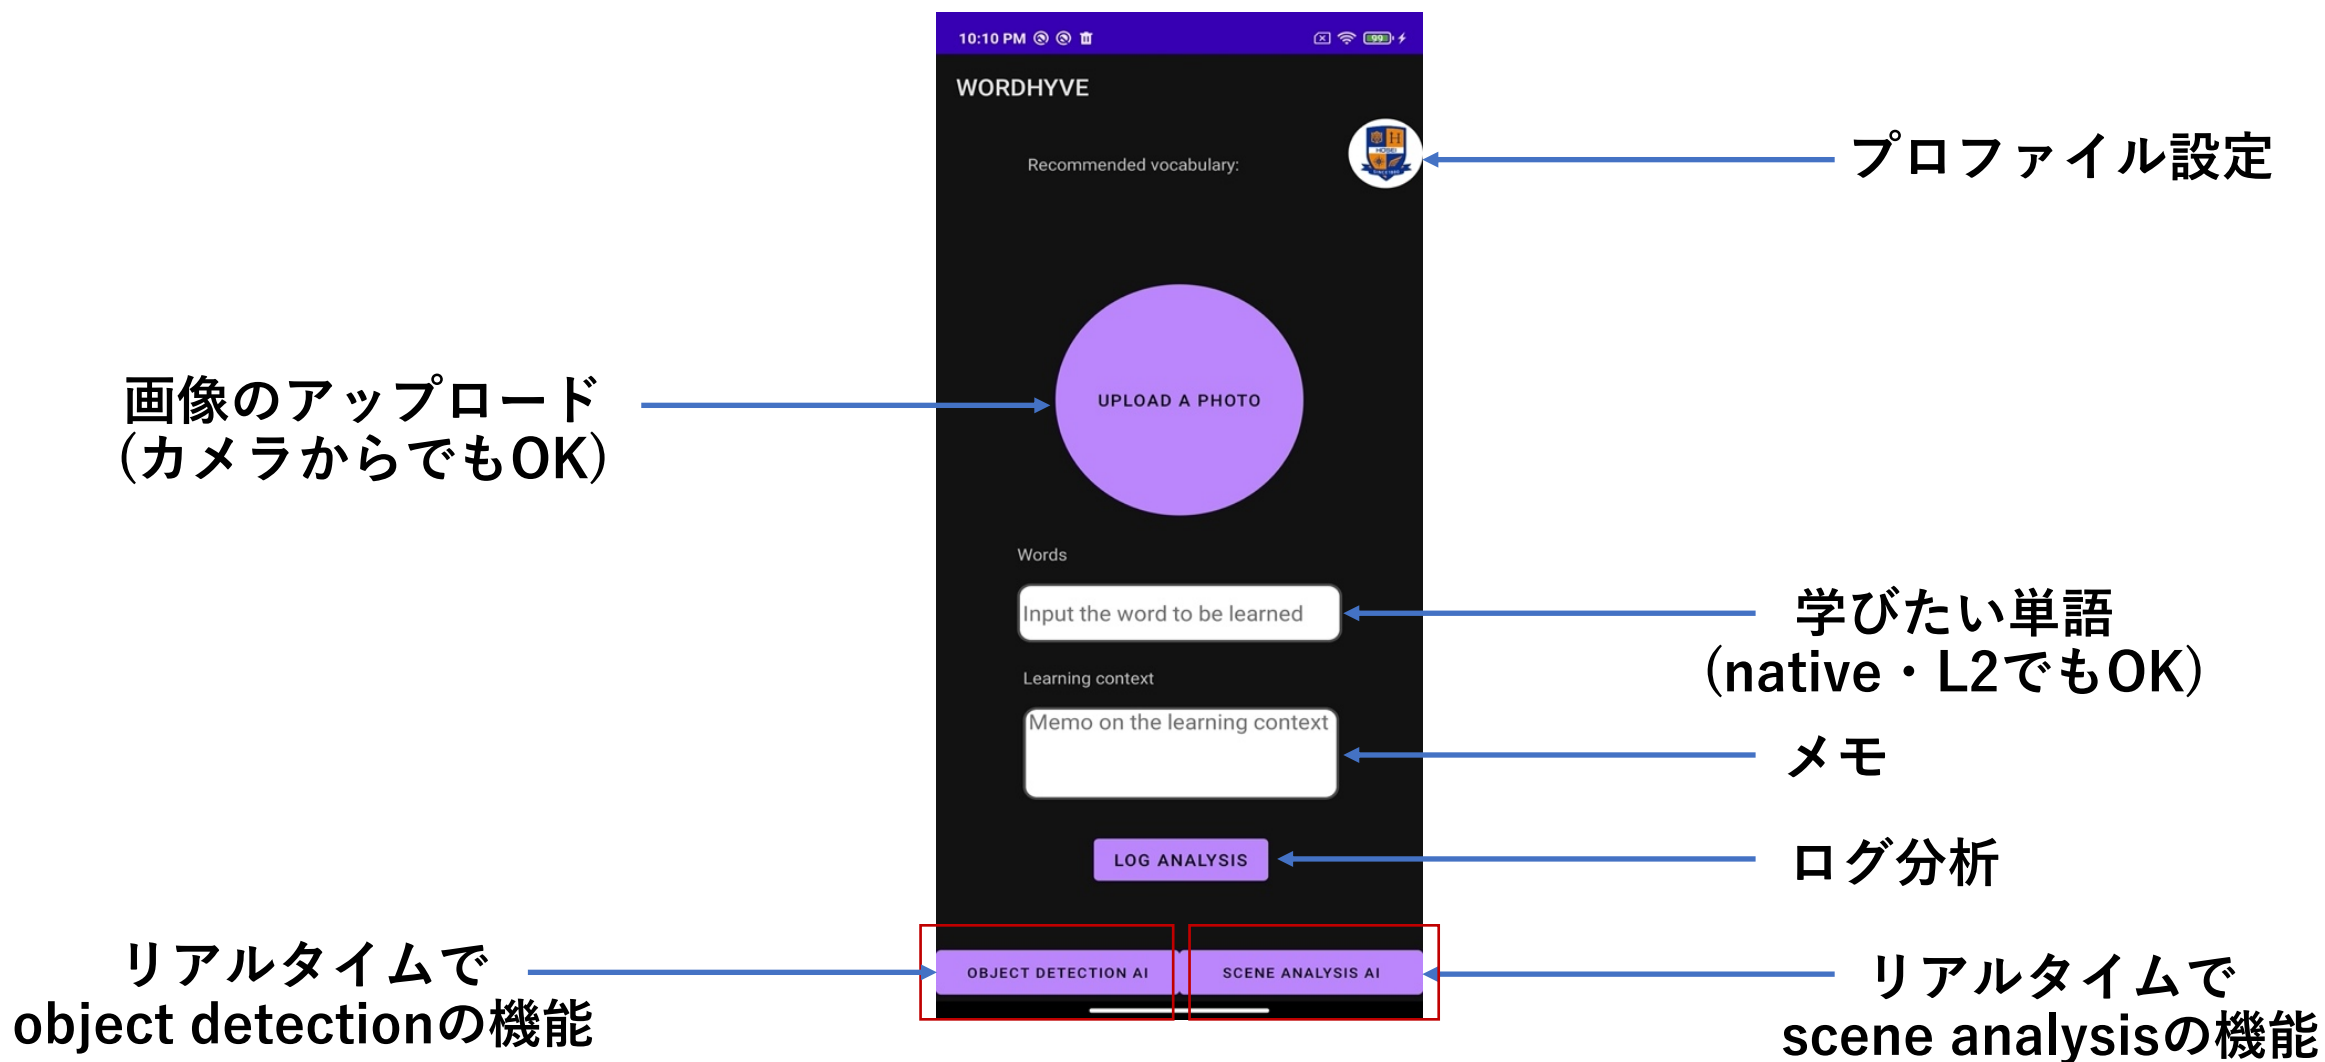 10:10 PM
99
WORDHYVE
プロファイル設定
Recommended vocabulary:
H
HOSEI
画像のアップロード
(カメラからでもOK)
UPLOAD A PHOTO
Words
Input the word to be learned
学びたい単語
(native・L2でもOK)
Learning context
Memo on the learning context
メモ
LOG ANALYSIS
ログ分析
リアルタイムで
object detectionの機能
OBJECT DETECTION AI
SCENE ANALYSIS AI
リアルタイムで
scene analysisの機能